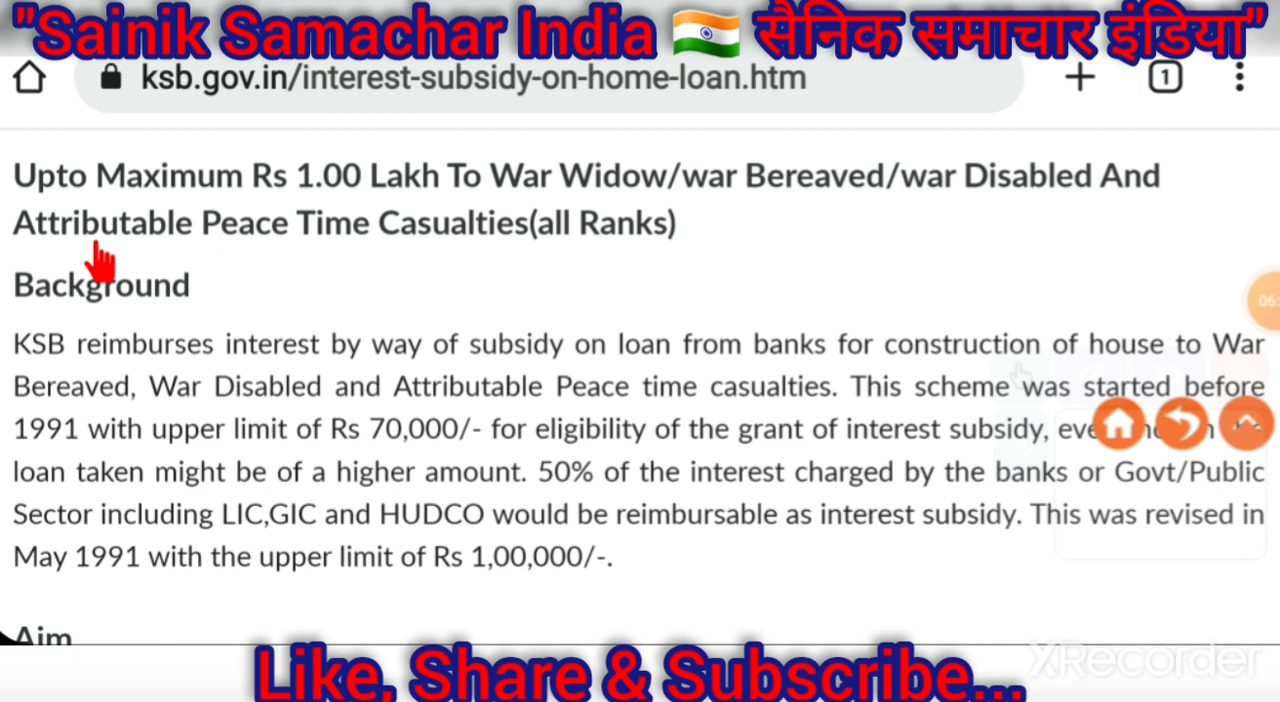 "Sainik Samachar India 🇮🇳 सैनिक समाचार इंडिया"
ksb.gov.in/interest-subsidy-on-home-loan.htm
1
Upto Maximum Rs 1.00 Lakh To War Widow/war Bereaved/war Disabled And
Attributable Peace Time Casualties(all Ranks)
Background
06:
KSB reimburses interest by way of subsidy on loan from banks for construction of house to War
Bereaved, War Disabled and Attributable Peace time casualties. This scheme was started before
1991 with upper limit of Rs 70,000/- for eligibility of the grant of interest subsidy,
loan taken might be of a higher amount. 50% of the interest charged by the banks or Govt/Public
Sector including LIC,GIC and HUDCO would be reimbursable as interest subsidy. This was revised in
May 1991 with the upper limit of Rs 1,00,000/-.
Aim
XRecorder
Like, Share & Subscribe...